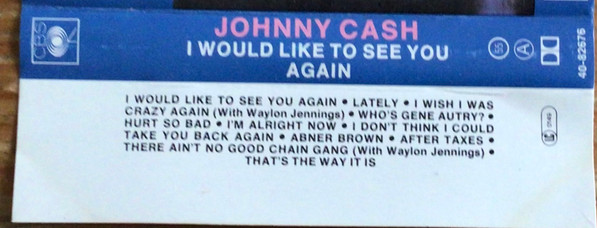 CBS
JOHNNY CASH
I WOULD LIKE TO SEE YOU
AGAIN
55
A
40-82676
I WOULD LIKE TO SEE YOU AGAIN • LATELY • I WISH I WAS
CRAZY AGAIN (With Waylon Jennings) • WHO'S GENE AUTRY? •
HURT SO BAD • I'M ALRIGHT NOW • I DON'T THINK I COULD
TAKE YOU BACK AGAIN • ABNER BROWN • AFTER TAXES •
THERE AIN'T NO GOOD CHAIN GANG (With Waylon Jennings) •
THAT'S THE WAY IT IS